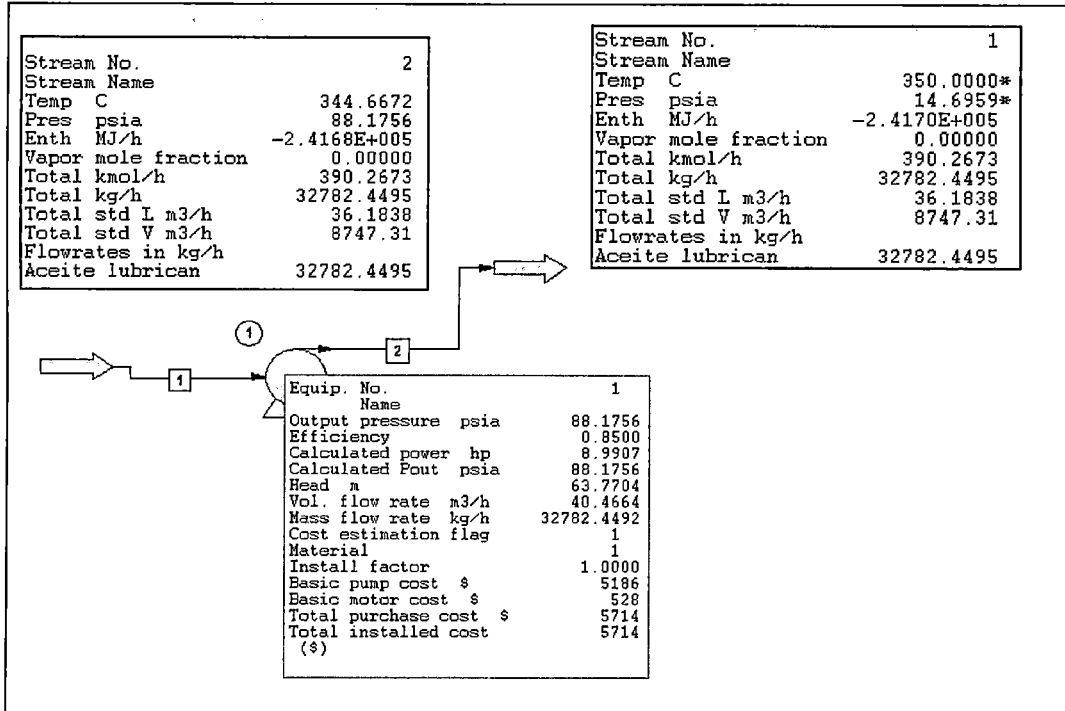 Stream No. 2
Stream Name
Temp C 344.6672
Pres psia 88.1756
Enth MJ/h -2.4168E+005
Vapor mole fraction 0.00000
Total kmol/h 390.2673
Total kg/h 32782.4495
Total std L m3/h 36.1838
Total std V m3/h 8747.31
Flowrates in kg/h
Aceite lubrican 32782.4495
Stream No. 1
Stream Name
Temp C 350.0000*
Pres psia 14.6959*
Enth MJ/h -2.4170E+005
Vapor mole fraction 0.00000
Total kmol/h 390.2673
Total kg/h 32782.4495
Total std L m3/h 36.1838
Total std V m3/h 8747.31
Flowrates in kg/h
Aceite lubrican 32782.4495
1
2
1
Equip. No. 1
Name
Output pressure psia 88.1756
Efficiency 0.8500
Calculated power hp 8.9907
Calculated Pout psia 88.1756
Head m 63.7704
Vol. flow rate m3/h 40.4664
Mass flow rate kg/h 32782.4492
Cost estimation flag 1
Material 1
Install factor 1.0000
Basic pump cost $ 5186
Basic motor cost $ 528
Total purchase cost $ 5714
Total installed cost 5714
($)